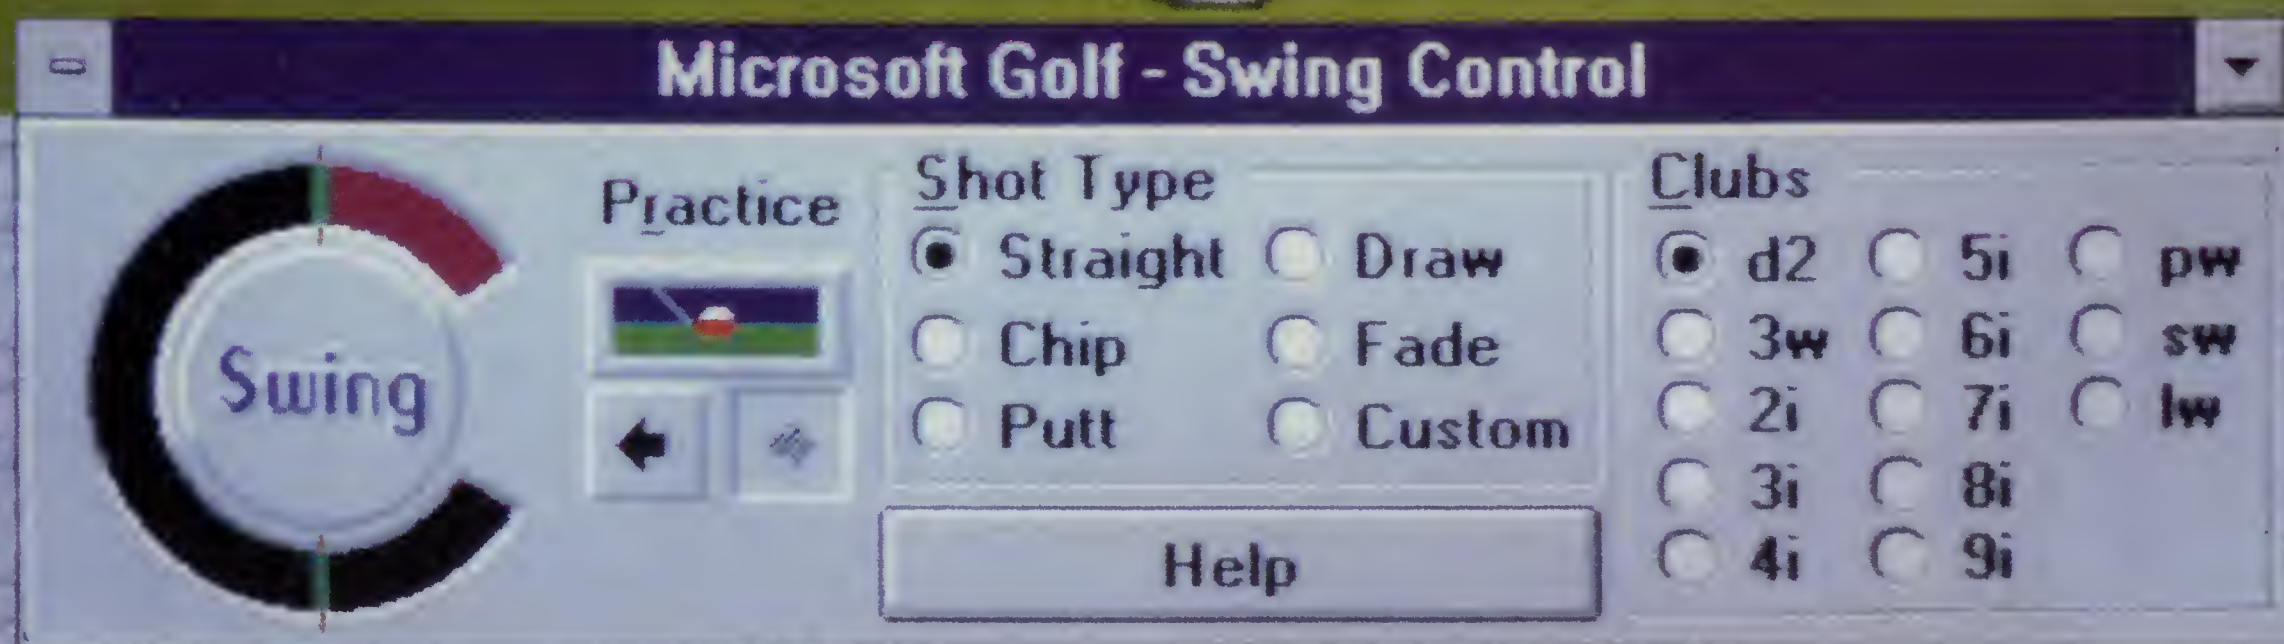 Microsoft Golf - Swing Control
Swing
Practice
Shot Type
Straight
Draw
Chip
Fade
Putt
Custom
Help
Clubs
d2 5i pw
3w 6i sw
2i 7i lw
3i 8i
4i 9i